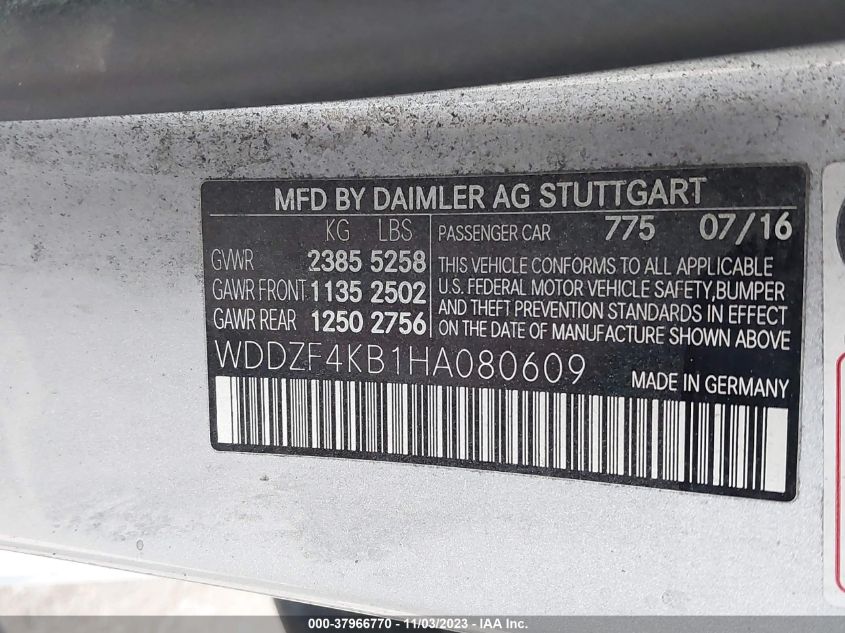 MFD BY DAIMLER AG STUTTGART
KG LBS
GVWR 2385 5258
GAWR FRONT 1135 2502
GAWR REAR 1250 2756
PASSENGER CAR 775 07/16
THIS VEHICLE CONFORMS TO ALL APPLICABLE
U.S. FEDERAL MOTOR VEHICLE SAFETY,BUMPER
AND THEFT PREVENTION STANDARDS IN EFFECT
ON THE DATE OF MANUFACTURE SHOWN ABOVE
WDDZF4KB1HA080609
MADE IN GERMANY
000-37966770 - 11/03/2023 - IAA Inc.